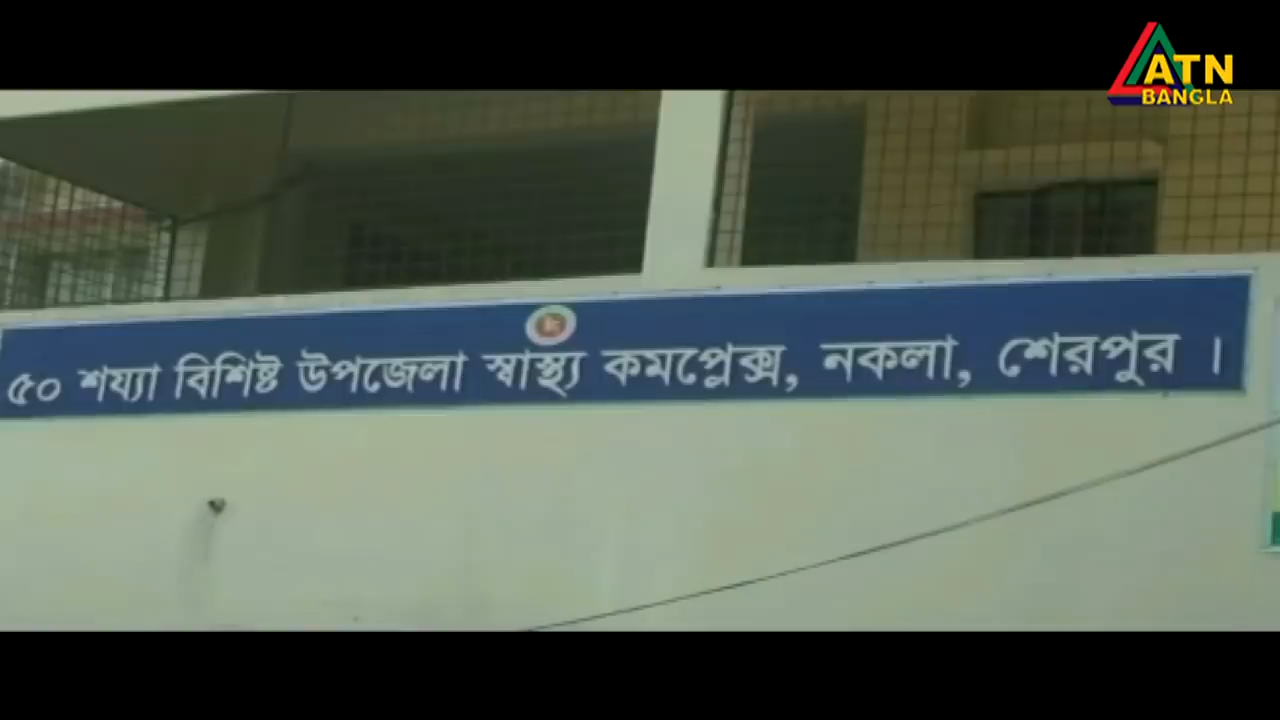 ATN
BANGLA
৫০ শয্যা বিশিষ্ট উপজেলা স্বাস্থ্য কমপ্লেক্স, নকলা, শেরপুর ।